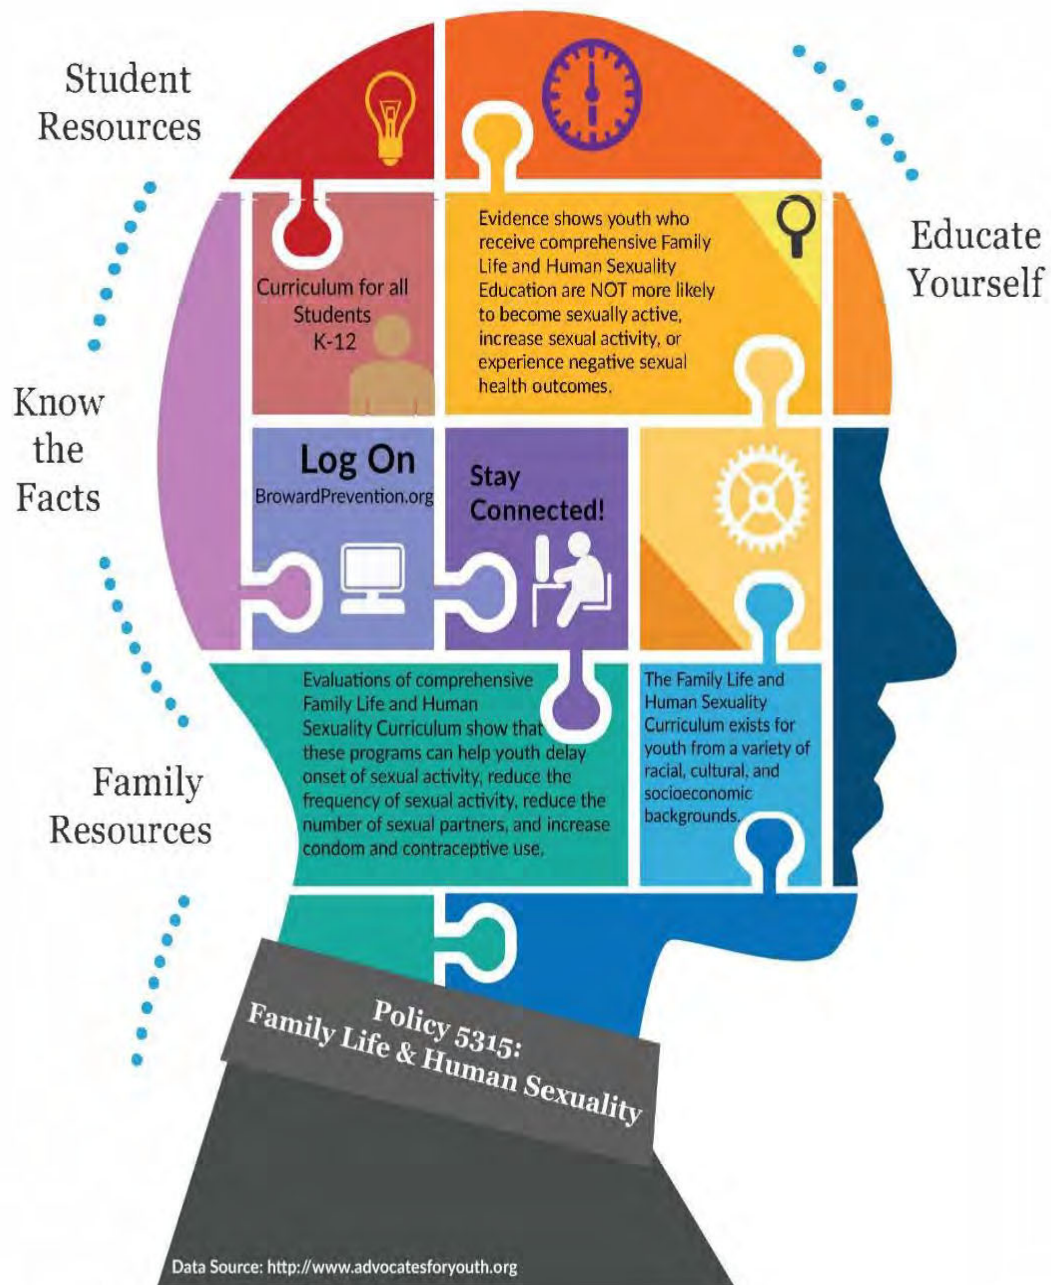 Student
Resources
Educate
Yourself
Know
the
Facts
Family
Resources
Curriculum for all
Students
K-12
Evidence shows youth who
receive comprehensive Family
Life and Human Sexuality
Education are NOT more likely
to become sexually active,
increase sexual activity, or
experience negative sexual
health outcomes.
Log On
BrowardPrevention.org
Stay
Connected!
Evaluations of comprehensive
Family Life and Human
Sexuality Curriculum show that
these programs can help youth delay
onset of sexual activity, reduce the
frequency of sexual activity, reduce the
number of sexual partners, and increase
condom and contraceptive use.
The Family Life and
Human Sexuality
Curriculum exists for
youth from a variety of
racial, cultural, and
socioeconomic
backgrounds.
Policy 5315:
Family Life & Human Sexuality
Data Source: http://www.advocatesforyouth.org